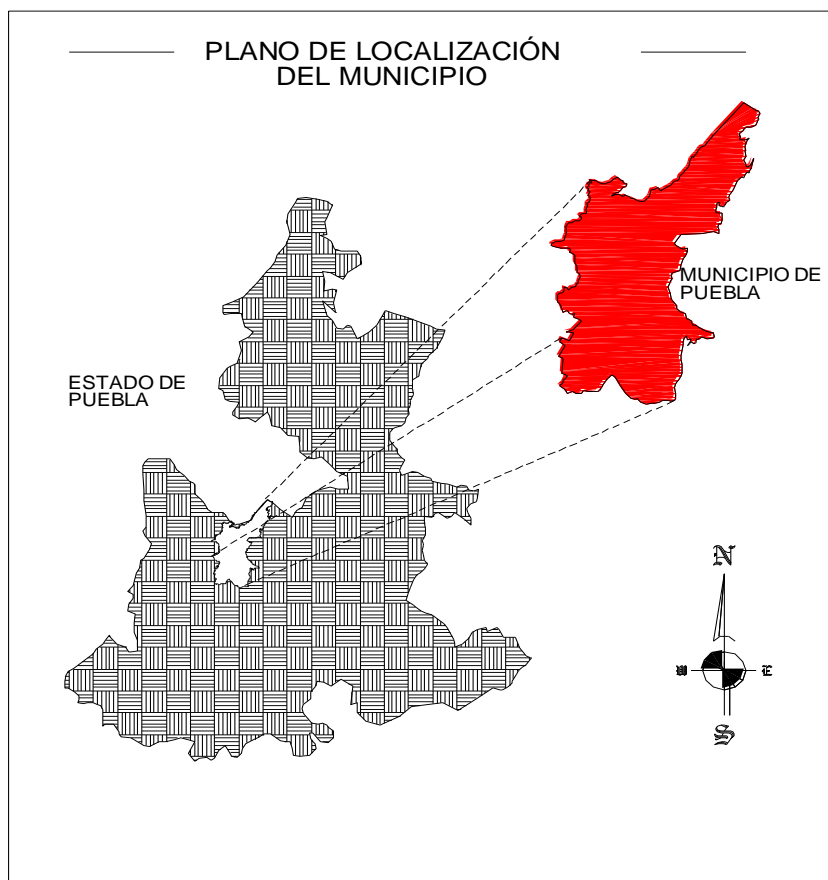 PLANO DE LOCALIZACIÓN
DEL MUNICIPIO
MUNICIPIO DE
PUEBLA
ESTADO DE
PUEBLA
N
W E
S